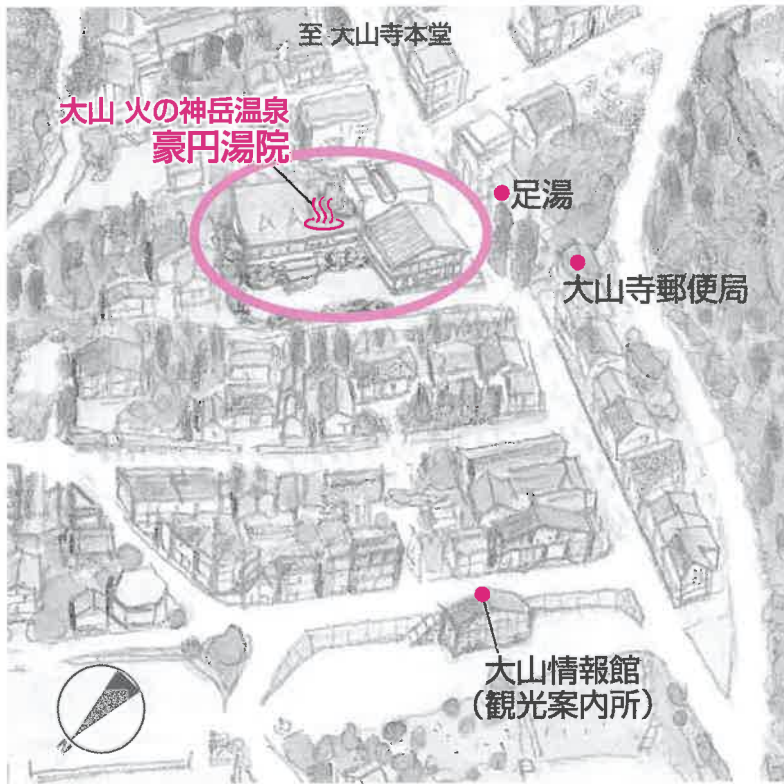 至 大山寺本堂
大山 火の神岳温泉
豪円湯院
足湯
大山寺郵便局
大山情報館
（観光案内所）
N